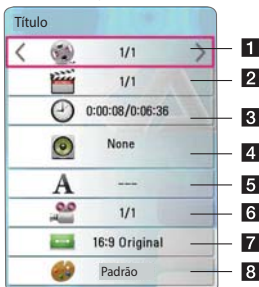 Título
1/1 1
1/1 2
0:00:08/0:06:36 3
None 4
A --- 5
1/1 6
16:9 Original 7
Padrão 8